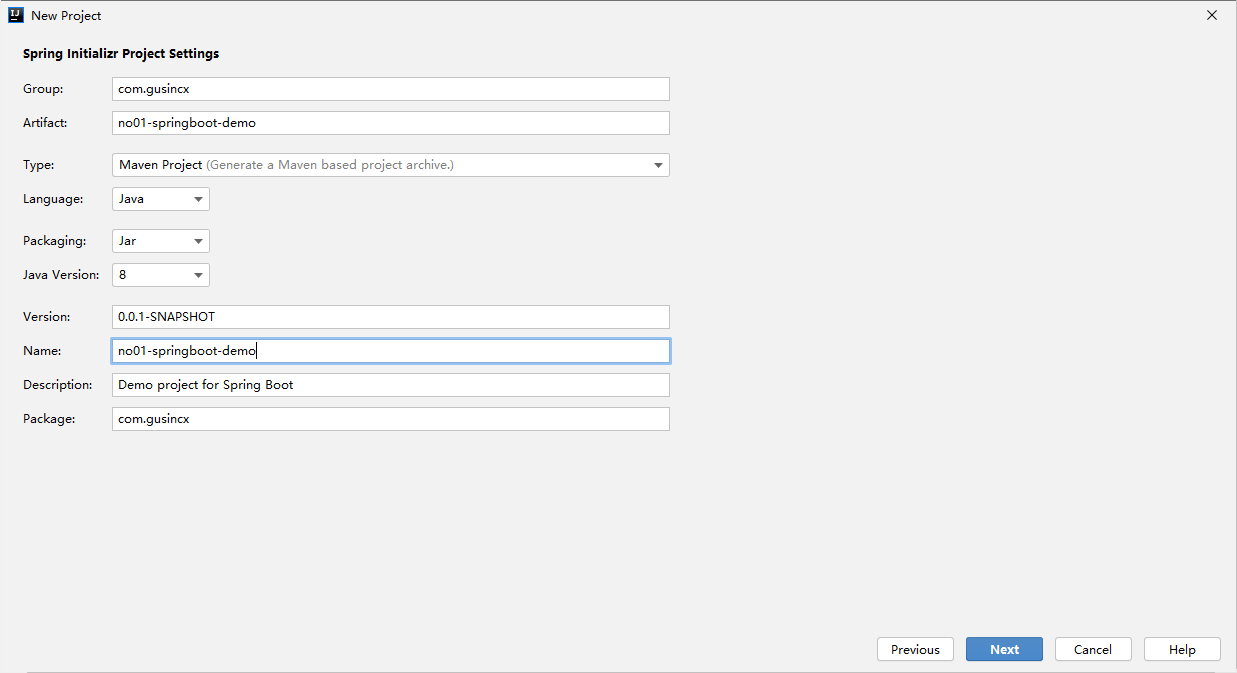 New Project
Spring Initializr Project Settings
Group: com.gusincx
Artifact: no01-springboot-demo
Type: Maven Project (Generate a Maven based project archive.)
Language: Java
Packaging: Jar
Java Version: 8
Version: 0.0.1-SNAPSHOT
Name: no01-springboot-demo
Description: Demo project for Spring Boot
Package: com.gusincx
Previous Next Cancel Help